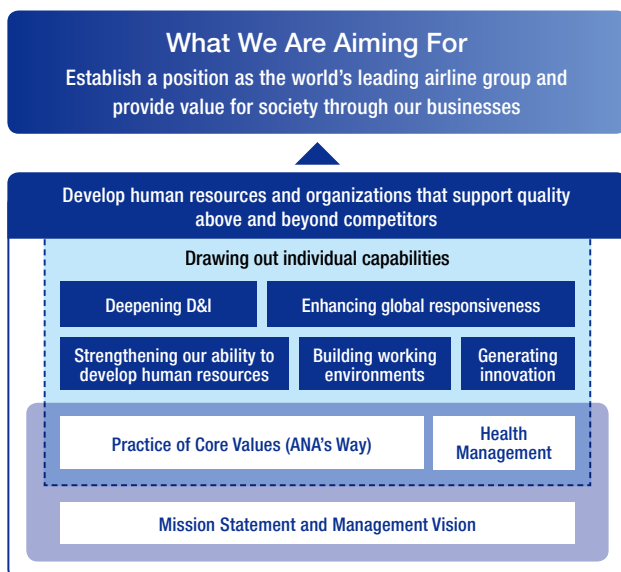 What We Are Aiming For
Establish a position as the world's leading airline group and
provide value for society through our businesses
Develop human resources and organizations that support quality
above and beyond competitors
Drawing out individual capabilities
Deepening D&I
Enhancing global responsiveness
Strengthening our ability to
develop human resources
Building working
environments
Generating
innovation
Practice of Core Values (ANA's Way)
Health
Management
Mission Statement and Management Vision